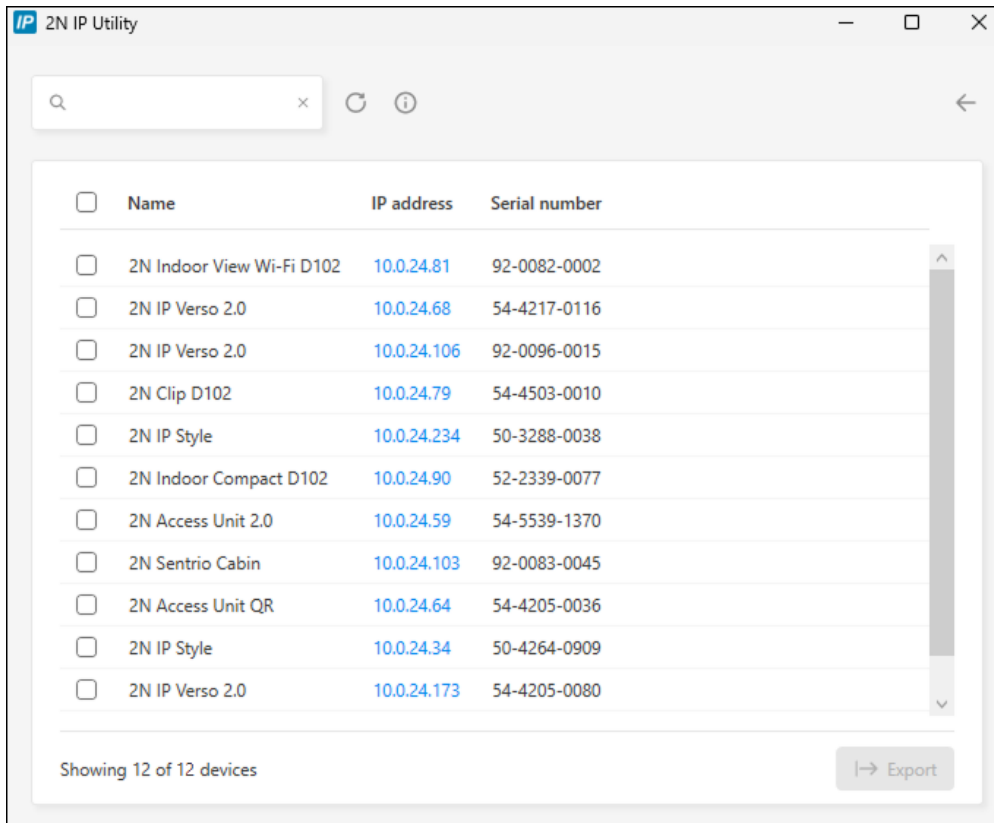 IP 2N IP Utility
Name IP address Serial number
2N Indoor View Wi-Fi D102 10.0.24.81 92-0082-0002
2N IP Verso 2.0 10.0.24.68 54-4217-0116
2N IP Verso 2.0 10.0.24.106 92-0096-0015
2N Clip D102 10.0.24.79 54-4503-0010
2N IP Style 10.0.24.234 50-3288-0038
2N Indoor Compact D102 10.0.24.90 52-2339-0077
2N Access Unit 2.0 10.0.24.59 54-5539-1370
2N Sentrio Cabin 10.0.24.103 92-0083-0045
2N Access Unit QR 10.0.24.64 54-4205-0036
2N IP Style 10.0.24.34 50-4264-0909
2N IP Verso 2.0 10.0.24.173 54-4205-0080
Showing 12 of 12 devices Export